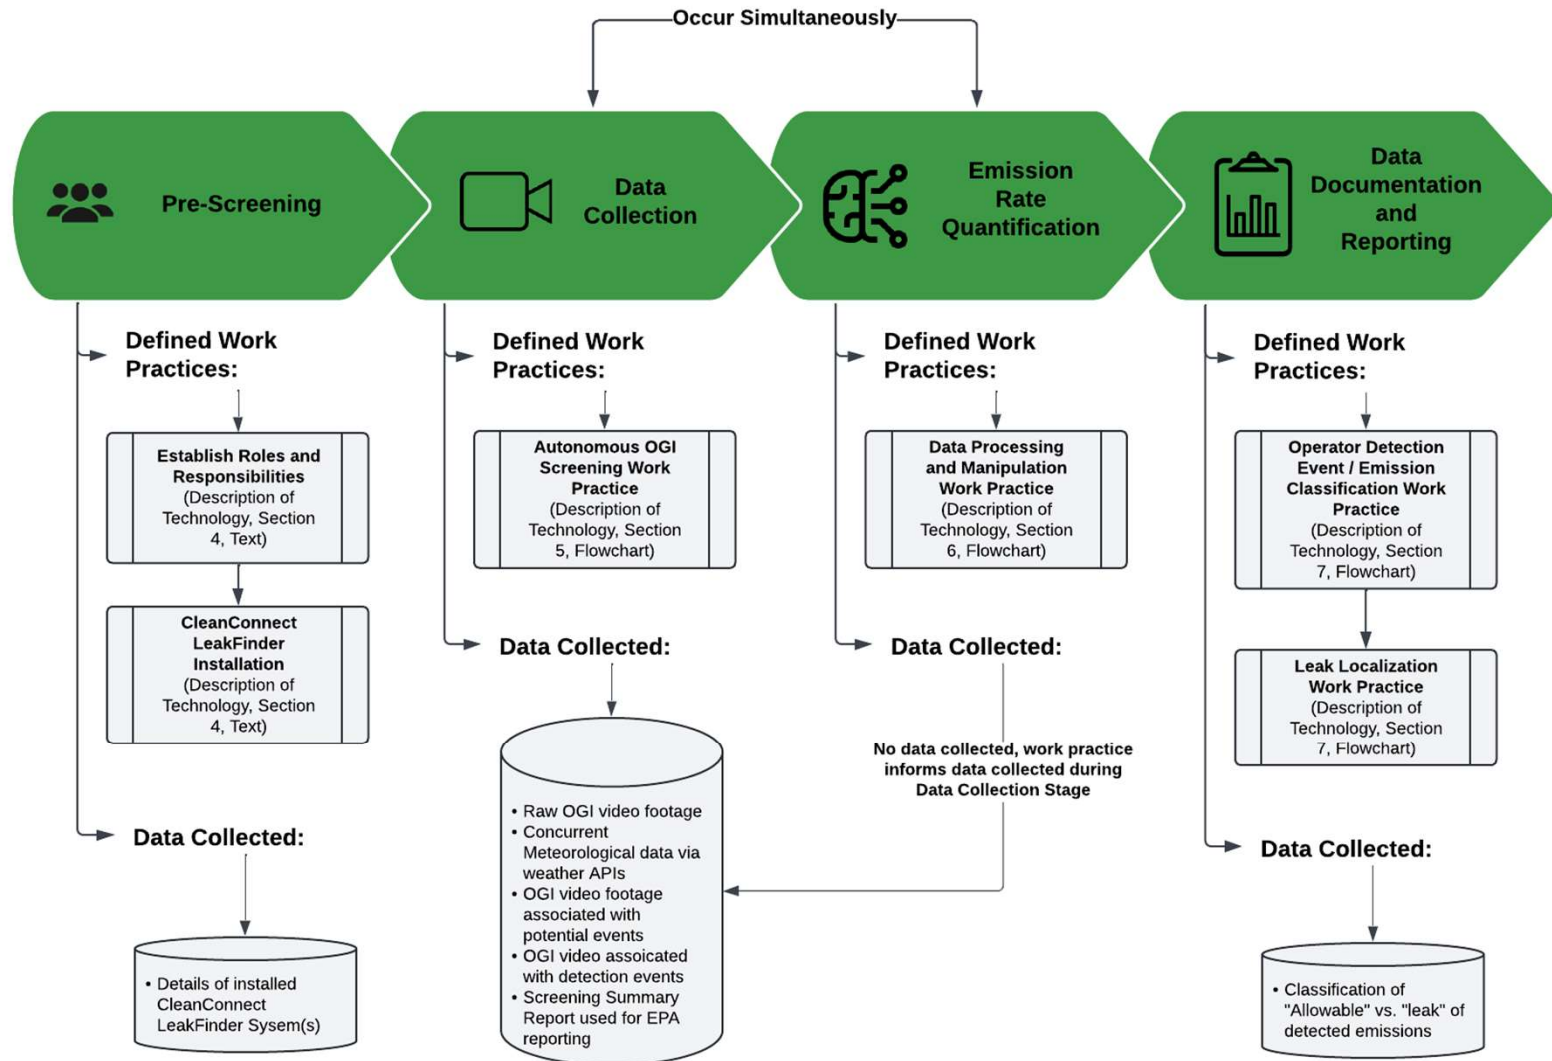 Occur Simultaneously
Pre-Screening
Data
Collection
Emission
Rate
Quantification
Data
Documentation
and
Reporting
Defined Work
Practices:
Establish Roles and
Responsibilities
(Description of
Technology, Section
4, Text)
CleanConnect
LeakFinder
Installation
(Description of
Technology, Section
4, Text)
Data Collected:
• Details of installed
CleanConnect
LeakFinder Sysem(s)
Defined Work
Practices:
Autonomous OGI
Screening Work
Practice
(Description of
Technology, Section
5, Flowchart)
Data Collected:
• Raw OGI video footage
• Concurrent
Meteorological data via
weather APIs
• OGI video footage
associated with
potential events
• OGI video assoicated
with detection events
• Screening Summary
Report used for EPA
reporting
Defined Work
Practices:
Data Processing
and Manipulation
Work Practice
(Description of
Technology, Section
6, Flowchart)
Data Collected:
No data collected, work practice
informs data collected during
Data Collection Stage
Defined Work
Practices:
Operator Detection
Event / Emission
Classification Work
Practice
(Description of
Technology, Section
7, Flowchart)
Leak Localization
Work Practice
(Description of
Technology, Section
7, Flowchart)
Data Collected:
• Classification of
"Allowable" vs. "leak" of
detected emissions